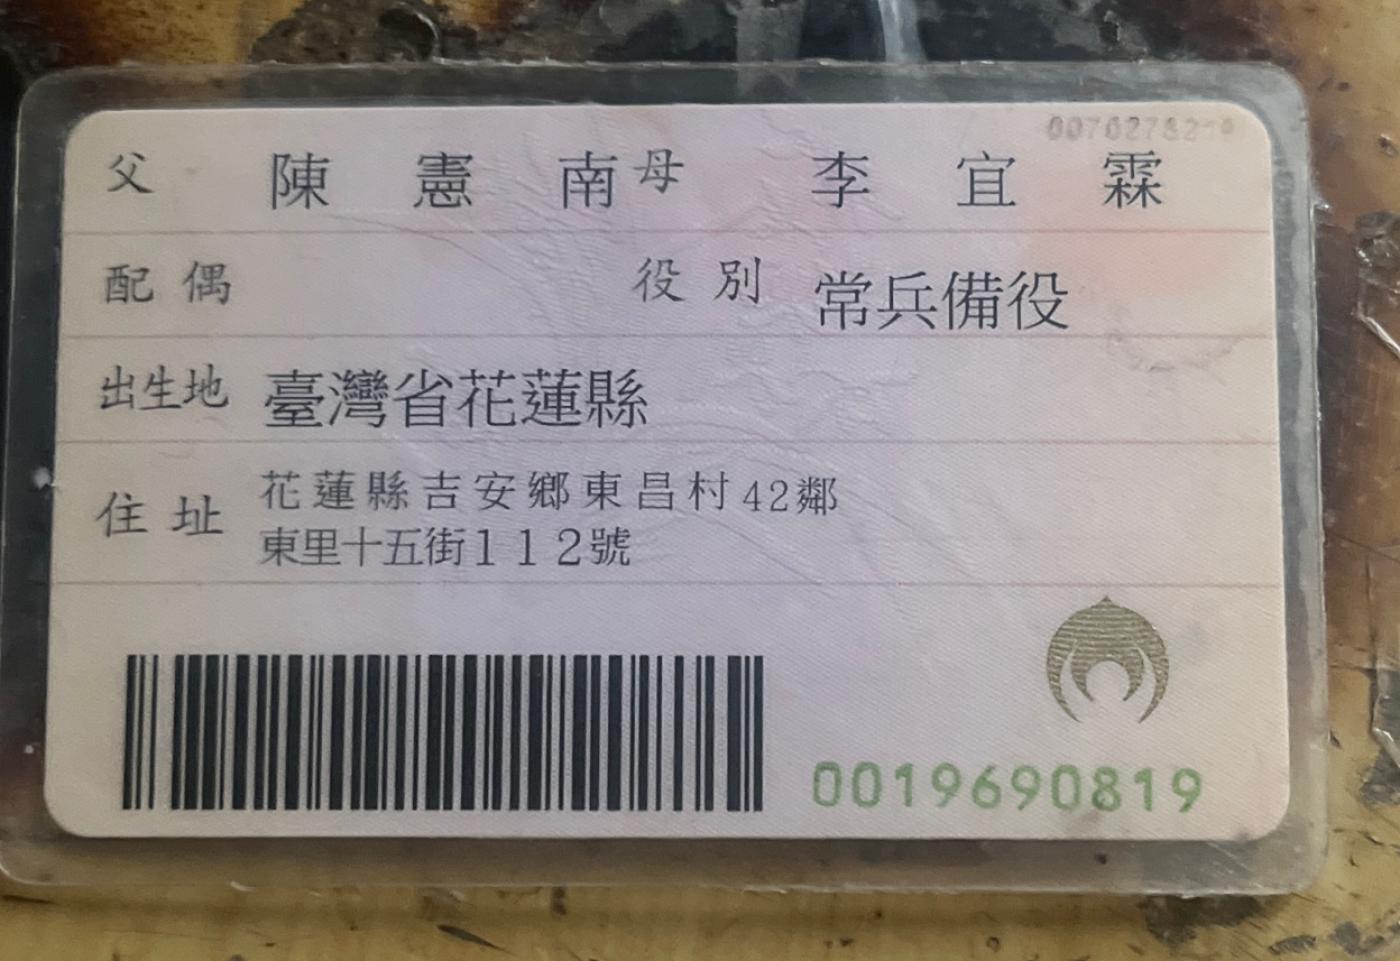 父 陳憲南 母 李宜霖
配偶 役別 常兵備役
出生地 臺灣省花蓮縣
住址 花蓮縣吉安鄉東昌村42鄰
東里十五街112號
0019690819